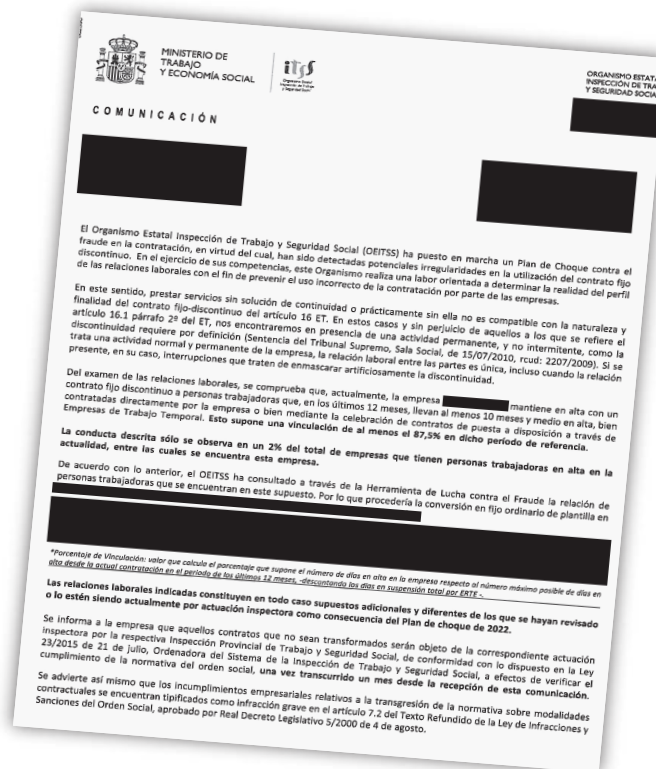 MINISTERIO DE
TRABAJO
Y ECONOMÍA SOCIAL
itss
Organismo Estatal
Inspección de Trabajo
y Seguridad Social
ORGANISMO ESTATA
INSPECCIÓN DE TRA
Y SEGURIDAD SOCIA
COMUNICACIÓN
El Organismo Estatal Inspección de Trabajo y Seguridad Social (OEITSS) ha puesto en marcha un Plan de Choque contra el
fraude en la contratación, en virtud del cual, han sido detectadas potenciales irregularidades en la utilización del contrato fijo
discontinuo. En el ejercicio de sus competencias, este Organismo realiza una labor orientada a determinar la realidad del perfil
de las relaciones laborales con el fin de prevenir el uso incorrecto de la contratación por parte de las empresas.
En este sentido, prestar servicios sin solución de continuidad o prácticamente sin ella no es compatible con la naturaleza y
finalidad del contrato fijo-discontinuo del artículo 16 ET. En estos casos y sin perjuicio de aquellos a los que se refiere el
artículo 16.1 párrafo 2º del ET, nos encontraremos en presencia de una actividad permanente, y no intermitente, como la
discontinuidad requiere por definición (Sentencia del Tribunal Supremo, Sala Social, de 15/07/2010, rcud: 2207/2009). Si se
trata una actividad normal y permanente de la empresa, la relación laboral entre las partes es única, incluso cuando la relación
presente, en su caso, interrupciones que traten de enmascarar artificiosamente la discontinuidad.
Del examen de las relaciones laborales, se comprueba que, actualmente, la empresa mantiene en alta con un
contrato fijo discontinuo a personas trabajadoras que, en los últimos 12 meses, llevan al menos 10 meses y medio en alta, bien
contratadas directamente por la empresa o bien mediante la celebración de contratos de puesta a disposición a través de
Empresas de Trabajo Temporal. Esto supone una vinculación de al menos el 87,5% en dicho período de referencia.
La conducta descrita sólo se observa en un 2% del total de empresas que tienen personas trabajadoras en alta en la
actualidad, entre las cuales se encuentra esta empresa.
De acuerdo con lo anterior, el OEITSS ha consultado a través de la Herramienta de Lucha contra el Fraude la relación de
personas trabajadoras que se encuentran en este supuesto. Por lo que procedería la conversión en fijo ordinario de plantilla en
*Porcentaje de Vinculación: valor que calcula el porcentaje que supone el número de días en alta en la empresa respecto al número máximo posible de días en
alta desde la actual contratación en el período de los últimos 12 meses, -descontando los días en suspensión total por ERTE -.
Las relaciones laborales indicadas constituyen en todo caso supuestos adicionales y diferentes de los que se hayan revisado
o lo estén siendo actualmente por actuación inspectora como consecuencia del Plan de choque de 2022.
Se informa a la empresa que aquellos contratos que no sean transformados serán objeto de la correspondiente actuación
inspectora por la respectiva Inspección Provincial de Trabajo y Seguridad Social, de conformidad con lo dispuesto en la Ley
23/2015 de 21 de julio, Ordenadora del Sistema de la Inspección de Trabajo y Seguridad Social, a efectos de verificar el
cumplimiento de la normativa del orden social, una vez transcurrido un mes desde la recepción de esta comunicación.
Se advierte así mismo que los incumplimientos empresariales relativos a la transgresión de la normativa sobre modalidades
contractuales se encuentran tipificados como infracción grave en el artículo 7.2 del Texto Refundido de la Ley de Infracciones y
Sanciones del Orden Social, aprobado por Real Decreto Legislativo 5/2000 de 4 de agosto.